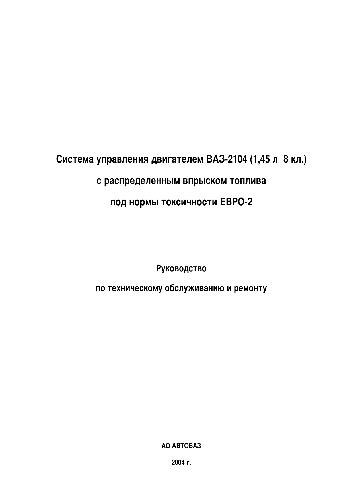 Система управления двигателем ВАЗ-2104 (1,45 л 8 кл.)
с распределенным впрыском топлива
под нормы токсичности ЕВРО-2
Руководство
по техническому обслуживанию и ремонту
АО АВТОВАЗ
2004 г.